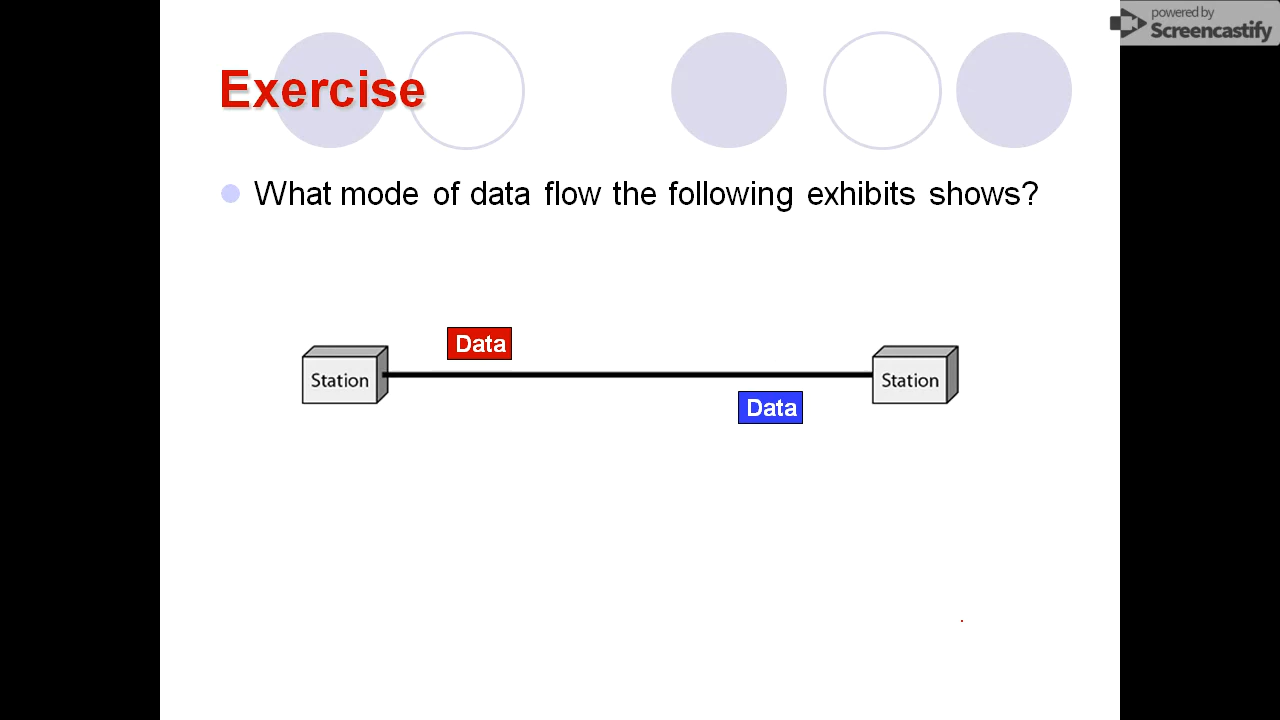 powered by
Screencastify
Exercise
What mode of data flow the following exhibits shows?
Data
Station
Station
Data